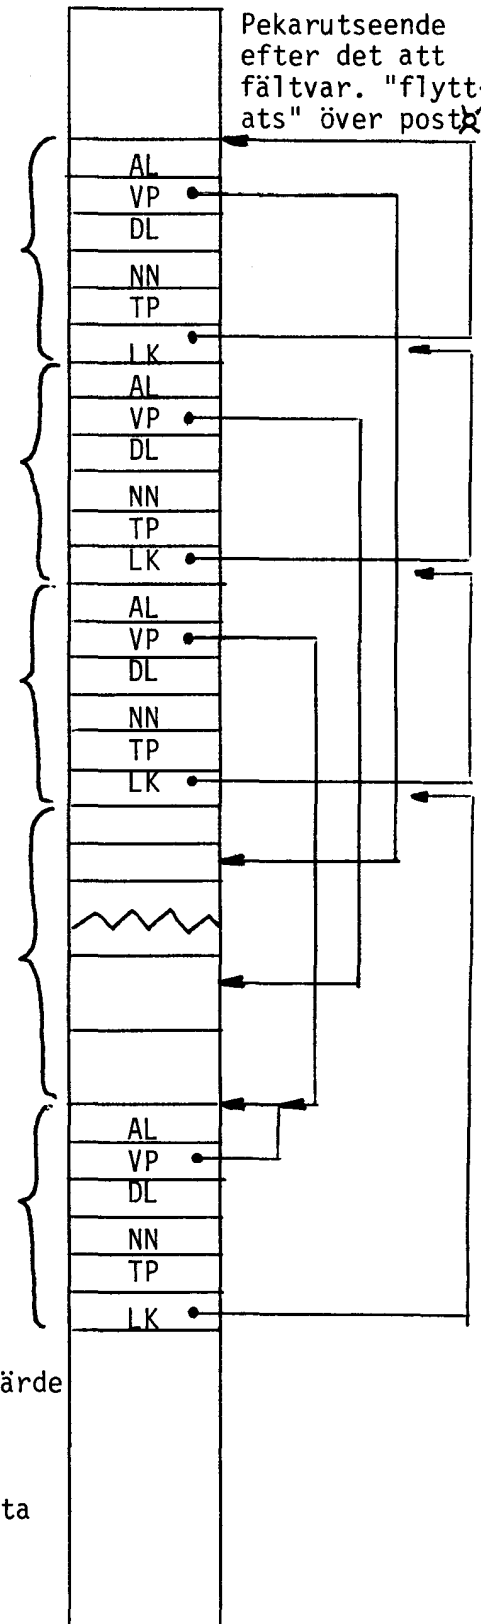 Pekarutseende
efter det att
fältvar. "flytt-
ats" över post
AL
VP
DL
NN
TP
LK
AL
VP
DL
NN
TP
LK
AL
VP
DL
NN
TP
LK
AL
VP
DL
NN
TP
LK
ärde
ta